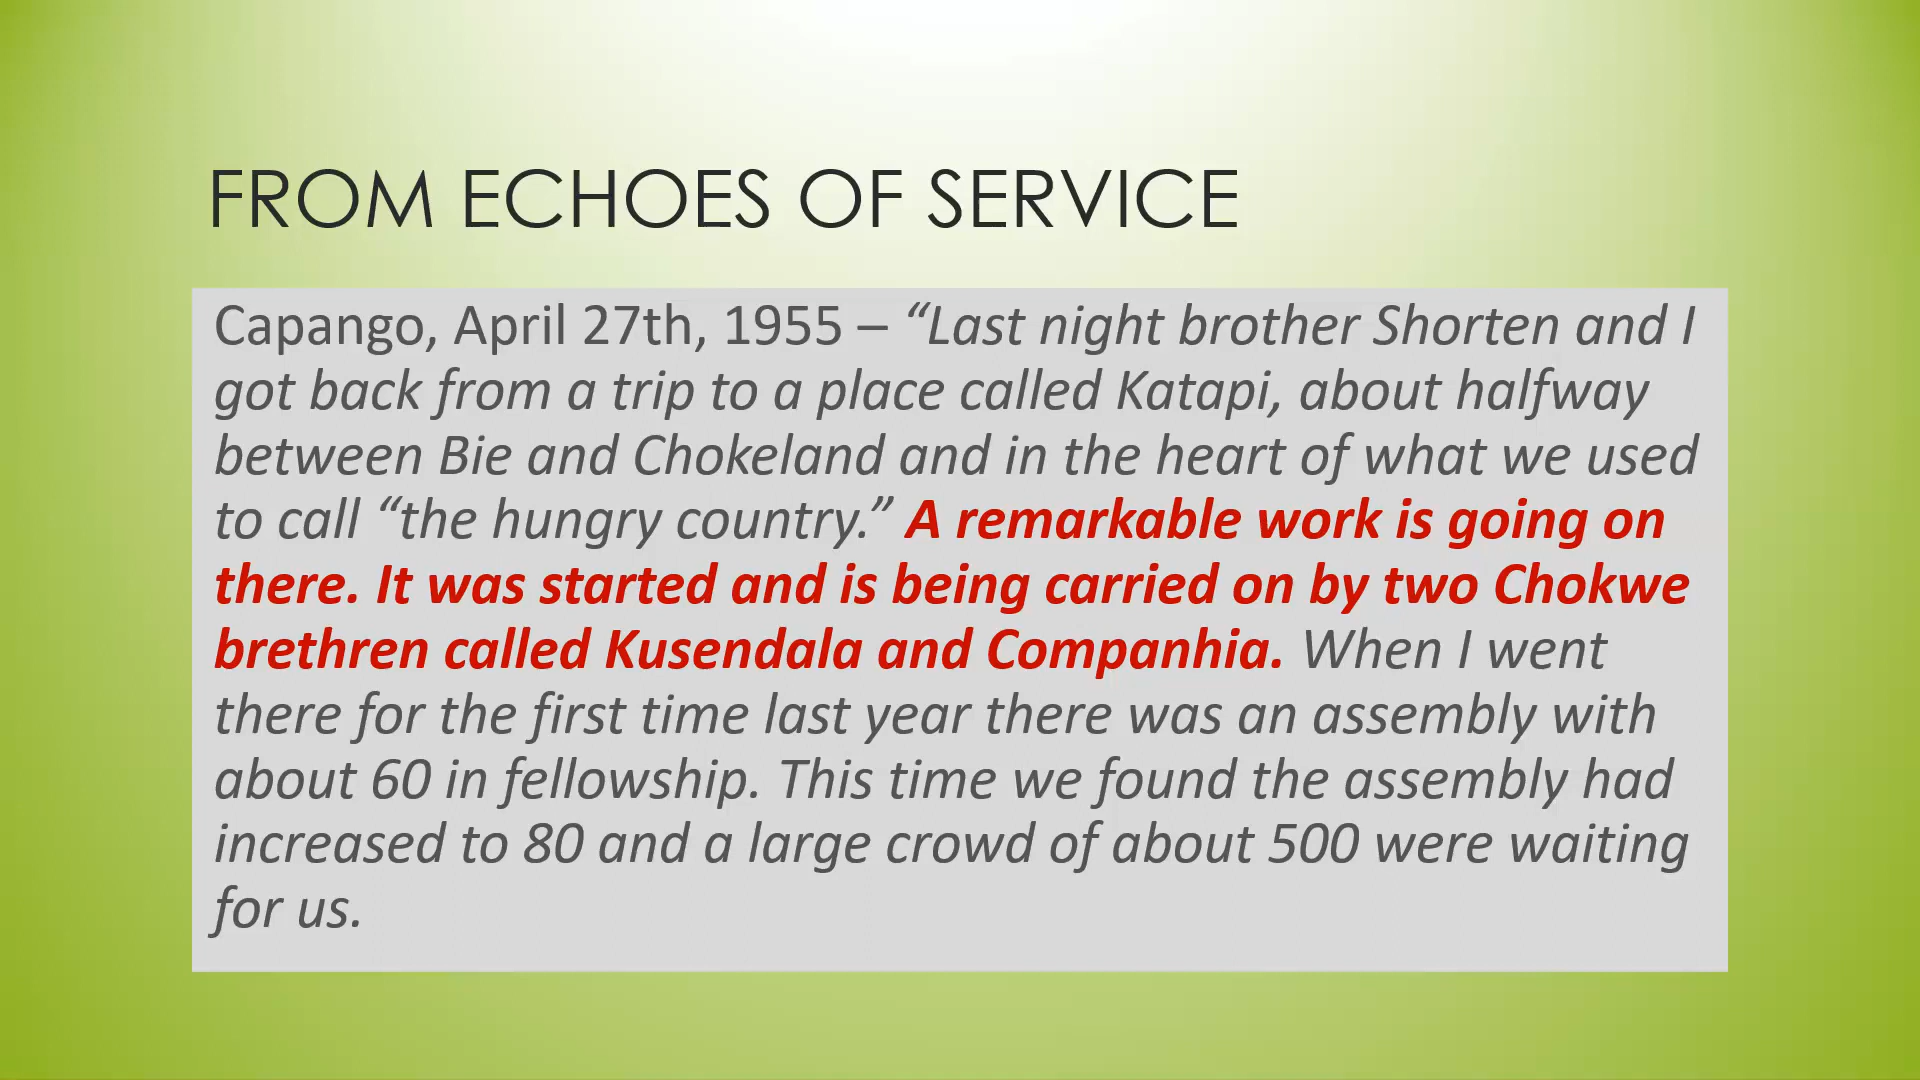 FROM ECHOES OF SERVICE
Capango, April 27th, 1955 – “Last night brother Shorten and I
got back from a trip to a place called Katapi, about halfway
between Bie and Chokeland and in the heart of what we used
to call “the hungry country.” A remarkable work is going on
there. It was started and is being carried on by two Chokwe
brethren called Kusendala and Companhia. When I went
there for the first time last year there was an assembly with
about 60 in fellowship. This time we found the assembly had
increased to 80 and a large crowd of about 500 were waiting
for us.